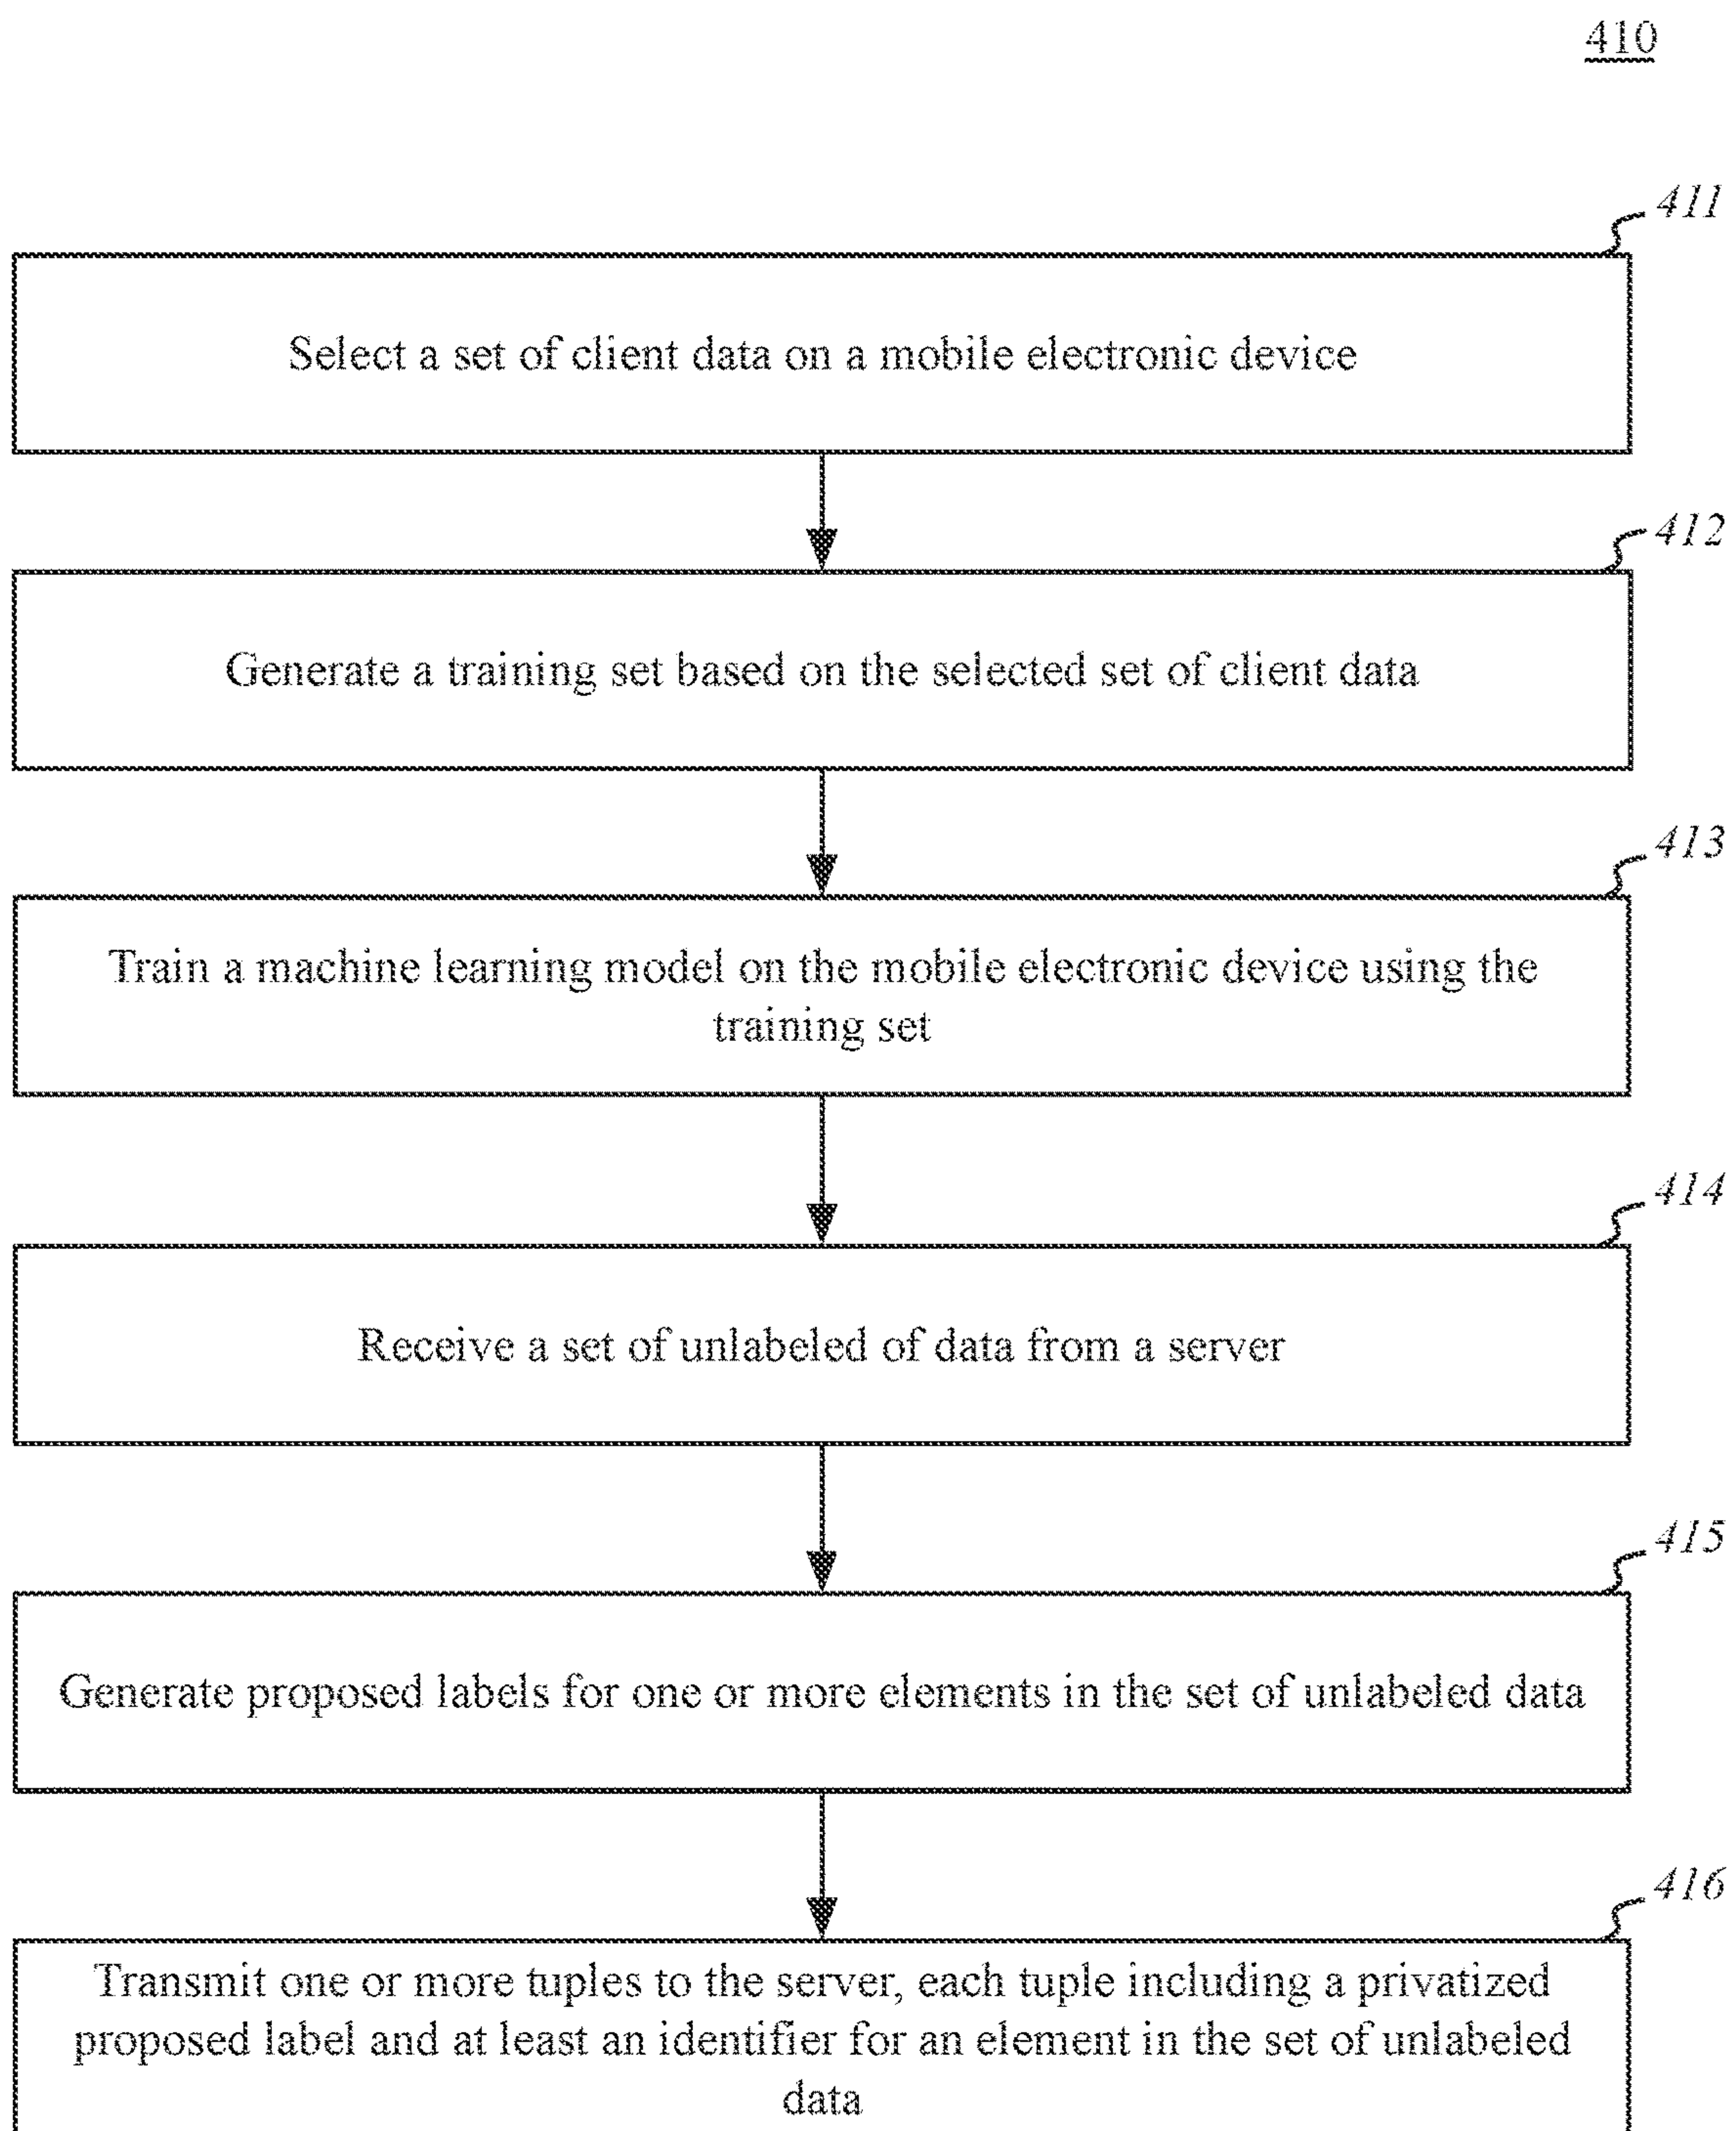 410
411
Select a set of client data on a mobile electronic device
412
Generate a training set based on the selected set of client data
413
Train a machine learning model on the mobile electronic device using the
training set
414
Receive a set of unlabeled of data from a server
415
Generate proposed labels for one or more elements in the set of unlabeled data
416
Transmit one or more tuples to the server, each tuple including a privatized
proposed label and at least an identifier for an element in the set of unlabeled
data